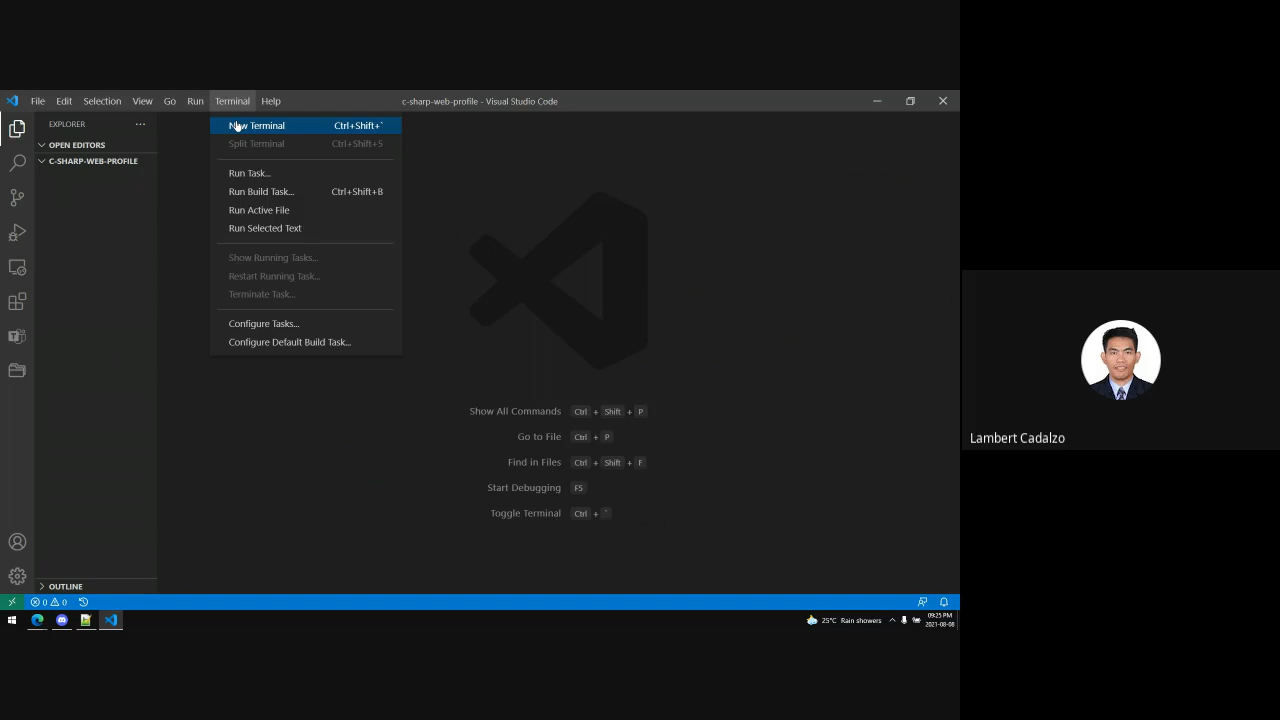 File Edit Selection View Go Run Terminal Help c-sharp-web-profile - Visual Studio Code
EXPLORER ...
OPEN EDITORS
C-SHARP-WEB-PROFILE
New Terminal Ctrl+Shift+`
Split Terminal Ctrl+Shift+5
Run Task...
Run Build Task... Ctrl+Shift+B
Run Active File
Run Selected Text
Show Running Tasks...
Restart Running Task...
Terminate Task...
Configure Tasks...
Configure Default Build Task...
Show All Commands Ctrl + Shift + P
Go to File Ctrl + P
Find in Files Ctrl + Shift + F
Start Debugging F5
Toggle Terminal Ctrl + `
OUTLINE
0 0
25°C Rain showers
09:25 PM
2021-08-08
Lambert Cadalzo